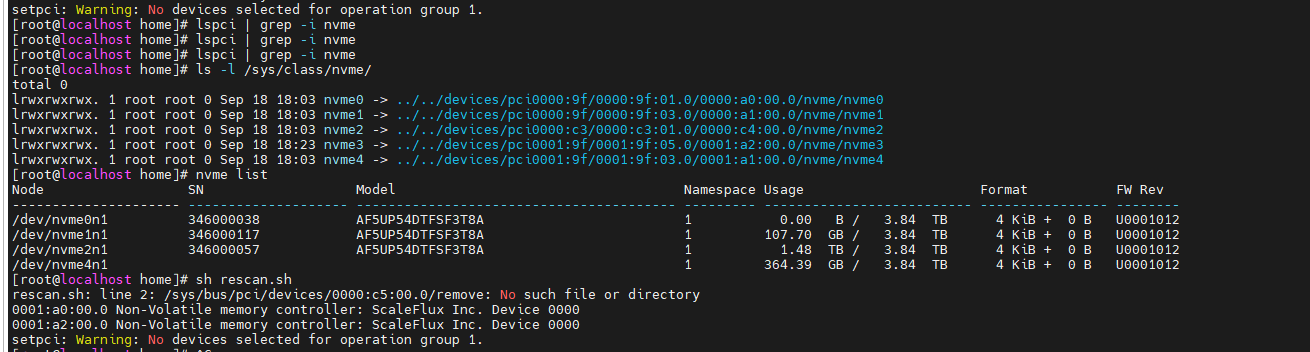 setpci: Warning: No devices selected for operation group 1.
[root@localhost home]# lspci | grep -i nvme
[root@localhost home]# lspci | grep -i nvme
[root@localhost home]# lspci | grep -i nvme
[root@localhost home]# ls -l /sys/class/nvme/
total 0
lrwxrwxrwx. 1 root root 0 Sep 18 18:03 nvme0 -> ../../devices/pci0000:9f/0000:9f:01.0/0000:a0:00.0/nvme/nvme0
lrwxrwxrwx. 1 root root 0 Sep 18 18:03 nvme1 -> ../../devices/pci0000:9f/0000:9f:03.0/0000:a1:00.0/nvme/nvme1
lrwxrwxrwx. 1 root root 0 Sep 18 18:03 nvme2 -> ../../devices/pci0000:c3/0000:c3:01.0/0000:c4:00.0/nvme/nvme2
lrwxrwxrwx. 1 root root 0 Sep 18 18:23 nvme3 -> ../../devices/pci0001:9f/0001:9f:05.0/0001:a2:00.0/nvme/nvme3
lrwxrwxrwx. 1 root root 0 Sep 18 18:03 nvme4 -> ../../devices/pci0001:9f/0001:9f:03.0/0001:a1:00.0/nvme/nvme4
[root@localhost home]# nvme list
Node SN Model Namespace Usage Format FW Rev
--------------------- -------------------- ---------------------------------------- --------- -------------------------- ---------------- --------
/dev/nvme0n1 346000038 AF5UP54DTFSF3T8A 1 0.00 B / 3.84 TB 4 KiB + 0 B U0001012
/dev/nvme1n1 346000117 AF5UP54DTFSF3T8A 1 107.70 GB / 3.84 TB 4 KiB + 0 B U0001012
/dev/nvme2n1 346000057 AF5UP54DTFSF3T8A 1 1.48 TB / 3.84 TB 4 KiB + 0 B U0001012
/dev/nvme4n1 1 364.39 GB / 3.84 TB 4 KiB + 0 B U0001012
[root@localhost home]# sh rescan.sh
rescan.sh: line 2: /sys/bus/pci/devices/0000:c5:00.0/remove: No such file or directory
0001:a0:00.0 Non-Volatile memory controller: ScaleFlux Inc. Device 0000
0001:a2:00.0 Non-Volatile memory controller: ScaleFlux Inc. Device 0000
setpci: Warning: No devices selected for operation group 1.